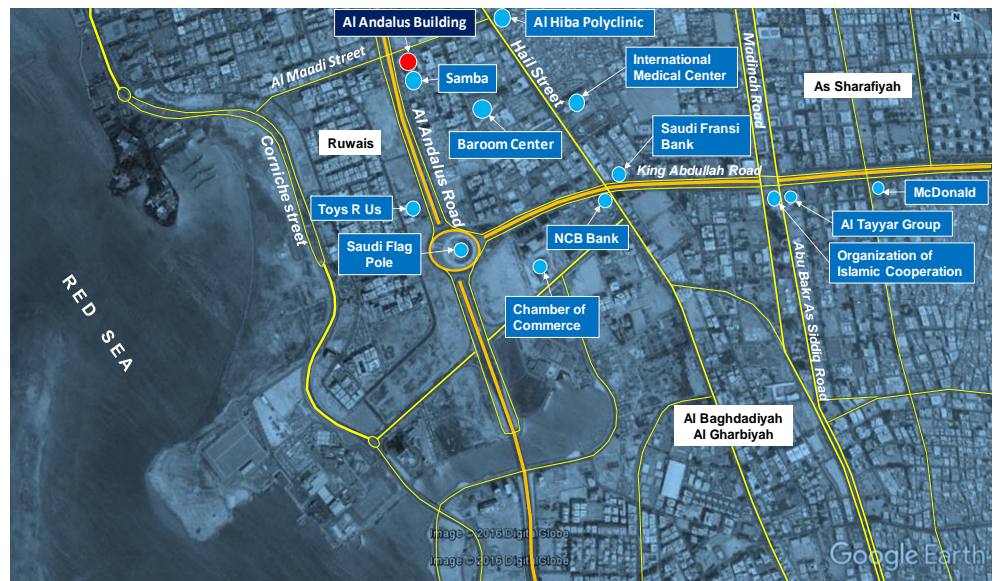 Al Andalus
Building
Al Hiba Polyclinic
N
Al Maadi Street
Samba
Hail Street
International
Medical Center
Madinah Road
As Sharafiyah
Ruwais
Al Andalus Road
Baroom Center
Saudi Fransi
Bank
King Abdullah Road
Corniche street
Toys R Us
McDonald
Saudi Flag
Pole
NCB Bank
Al Tayyar Group
Organization of
Islamic Cooperation
RED SEA
Chamber of
Commerce
Abu Bakr As Siddiq Road
Al Baghdadiyah
Al Gharbiyah
Image © 2016 DigitalGlobe
Image © 2016 DigitalGlobe
Google Earth